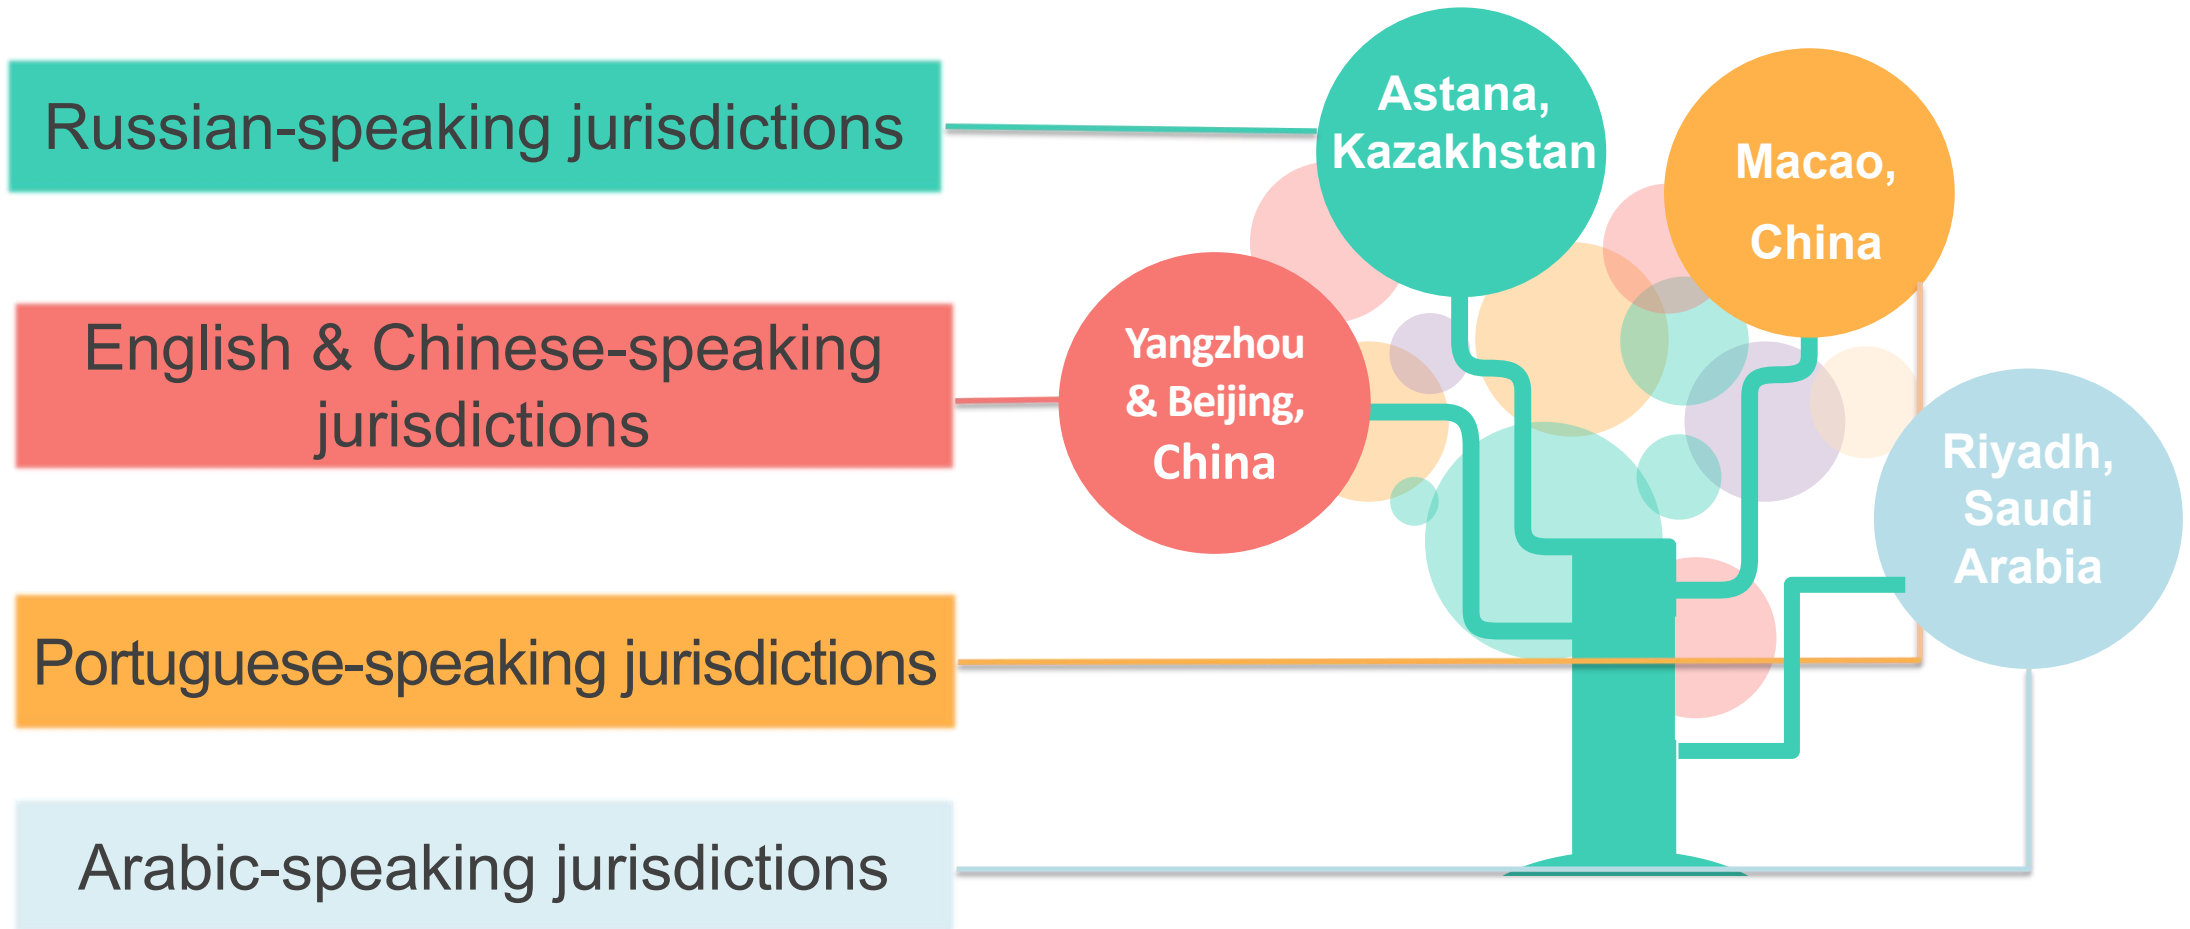 Russian-speaking jurisdictions
English & Chinese-speaking
jurisdictions
Portuguese-speaking jurisdictions
Arabic-speaking jurisdictions
Astana,
Kazakhstan
Macao,
China
Yangzhou
& Beijing,
China
Riyadh,
Saudi
Arabia